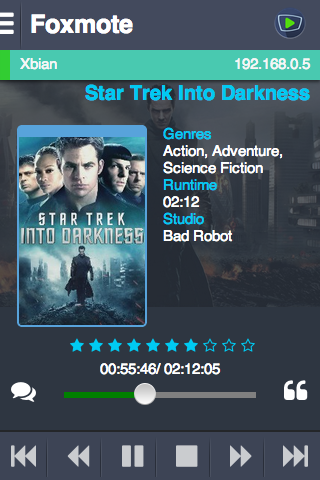 Foxmote
Xbian 192.168.0.5
Star Trek Into Darkness
Genres
Action, Adventure,
Science Fiction
Runtime
02:12
Studio
Bad Robot
STAR TREK
INTO DARKNESS
00:55:46/ 02:12:05